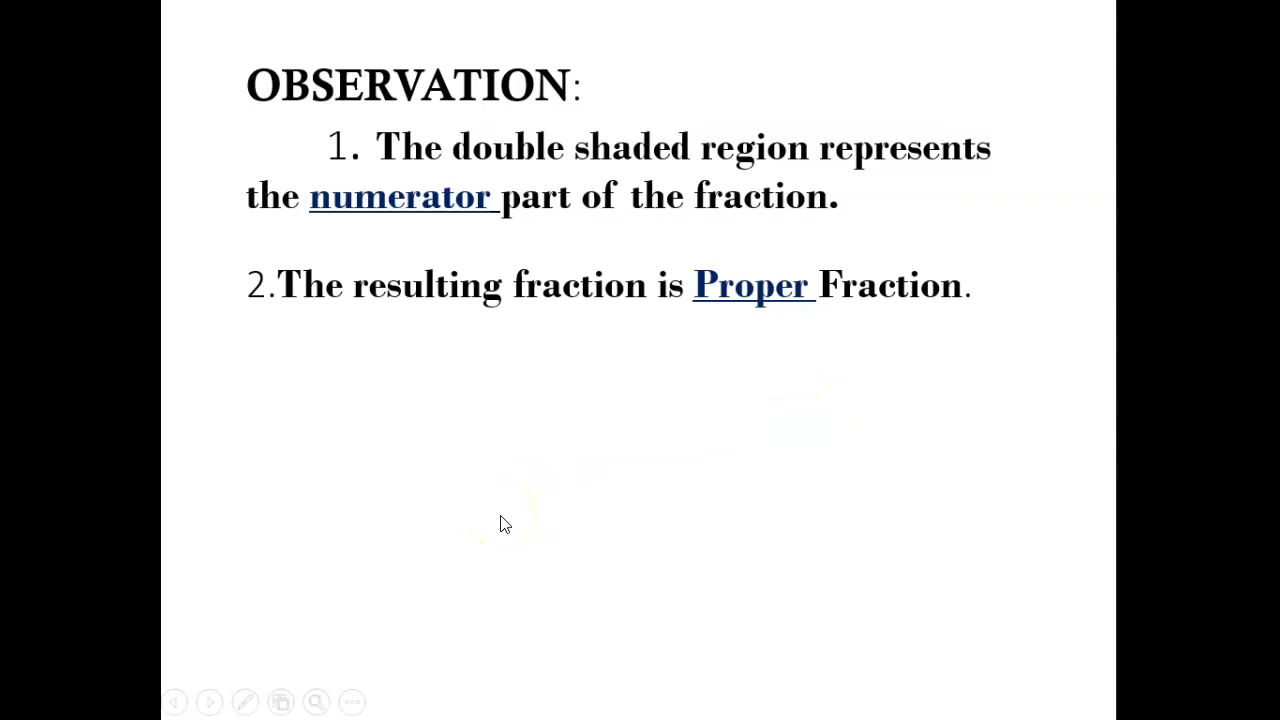 OBSERVATION:
1. The double shaded region represents
the numerator part of the fraction.
2.The resulting fraction is Proper Fraction.